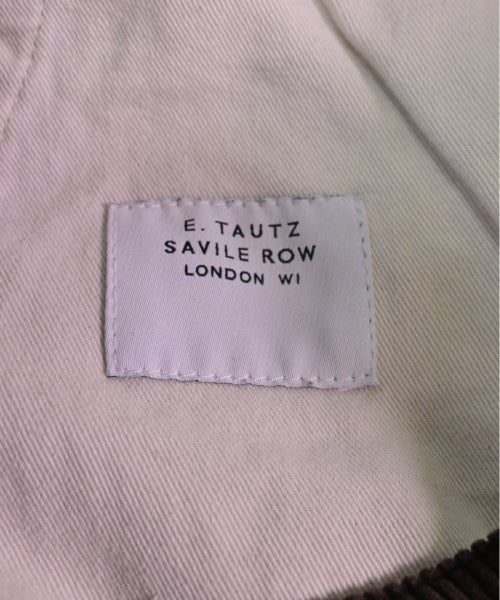 E. TAUTZ
SAVILE ROW
LONDON W1